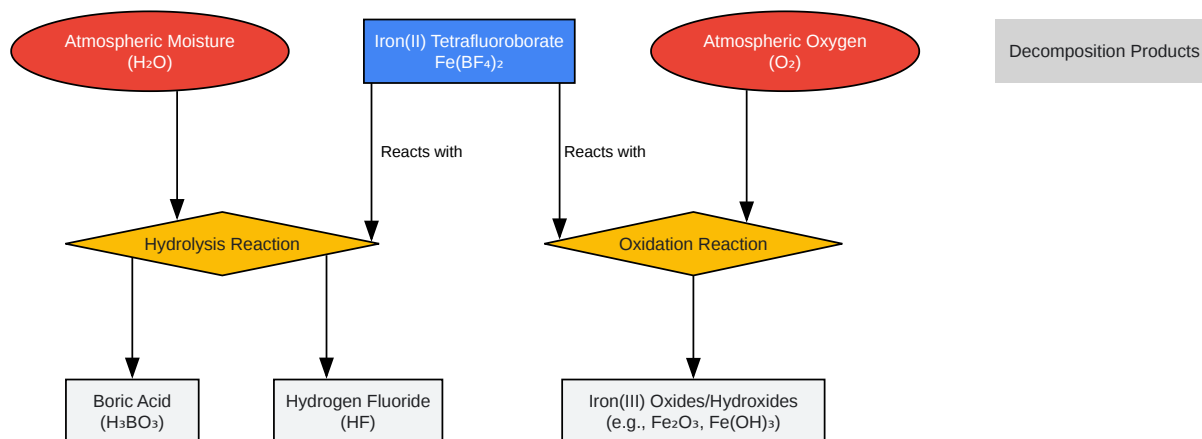 Atmospheric Moisture
(H₂O)
Iron(II) Tetrafluoroborate
Fe(BF₄)₂
Atmospheric Oxygen
(O₂)
Decomposition Products
Reacts with
Reacts with
Hydrolysis Reaction
Oxidation Reaction
Boric Acid
(H₃BO₃)
Hydrogen Fluoride
(HF)
Iron(III) Oxides/Hydroxides
(e.g., Fe₂O₃, Fe(OH)₃)